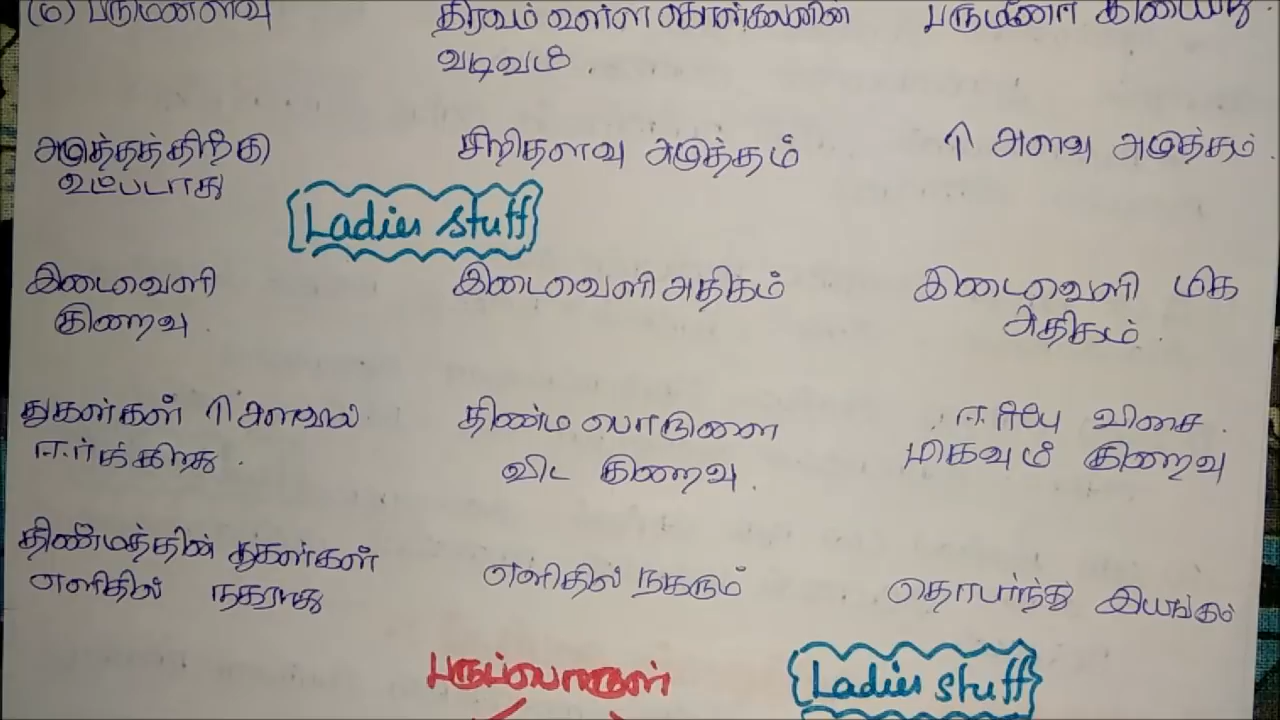 (ம) பருமனளவு திரவம் உள்ள கொள்கலனின் பருமனோ கிடையாது.
வடிவம் .
அழுத்தத்திற்கு சிறிதளவு அழுத்தம் ↑ அளவு அழுத்தம் .
உட்படாது
Ladies stuff
இடைவெளி இடைவெளி அதிகம் இடைவெளி மிக
குறைவு . அதிகம் .
துகள்கள் ↑ அளவில் திண்ம பொருளை ஈர்ப்பு விசை .
ஈர்க்கிறது . விட குறைவு . மிகவும் குறைவு
திண்மத்தின் துகள்கள்
எளிதில் நகராது எளிதில் நகரும் தொடர்ந்து இயங்கும்
பருப்பொருள் Ladies stuff